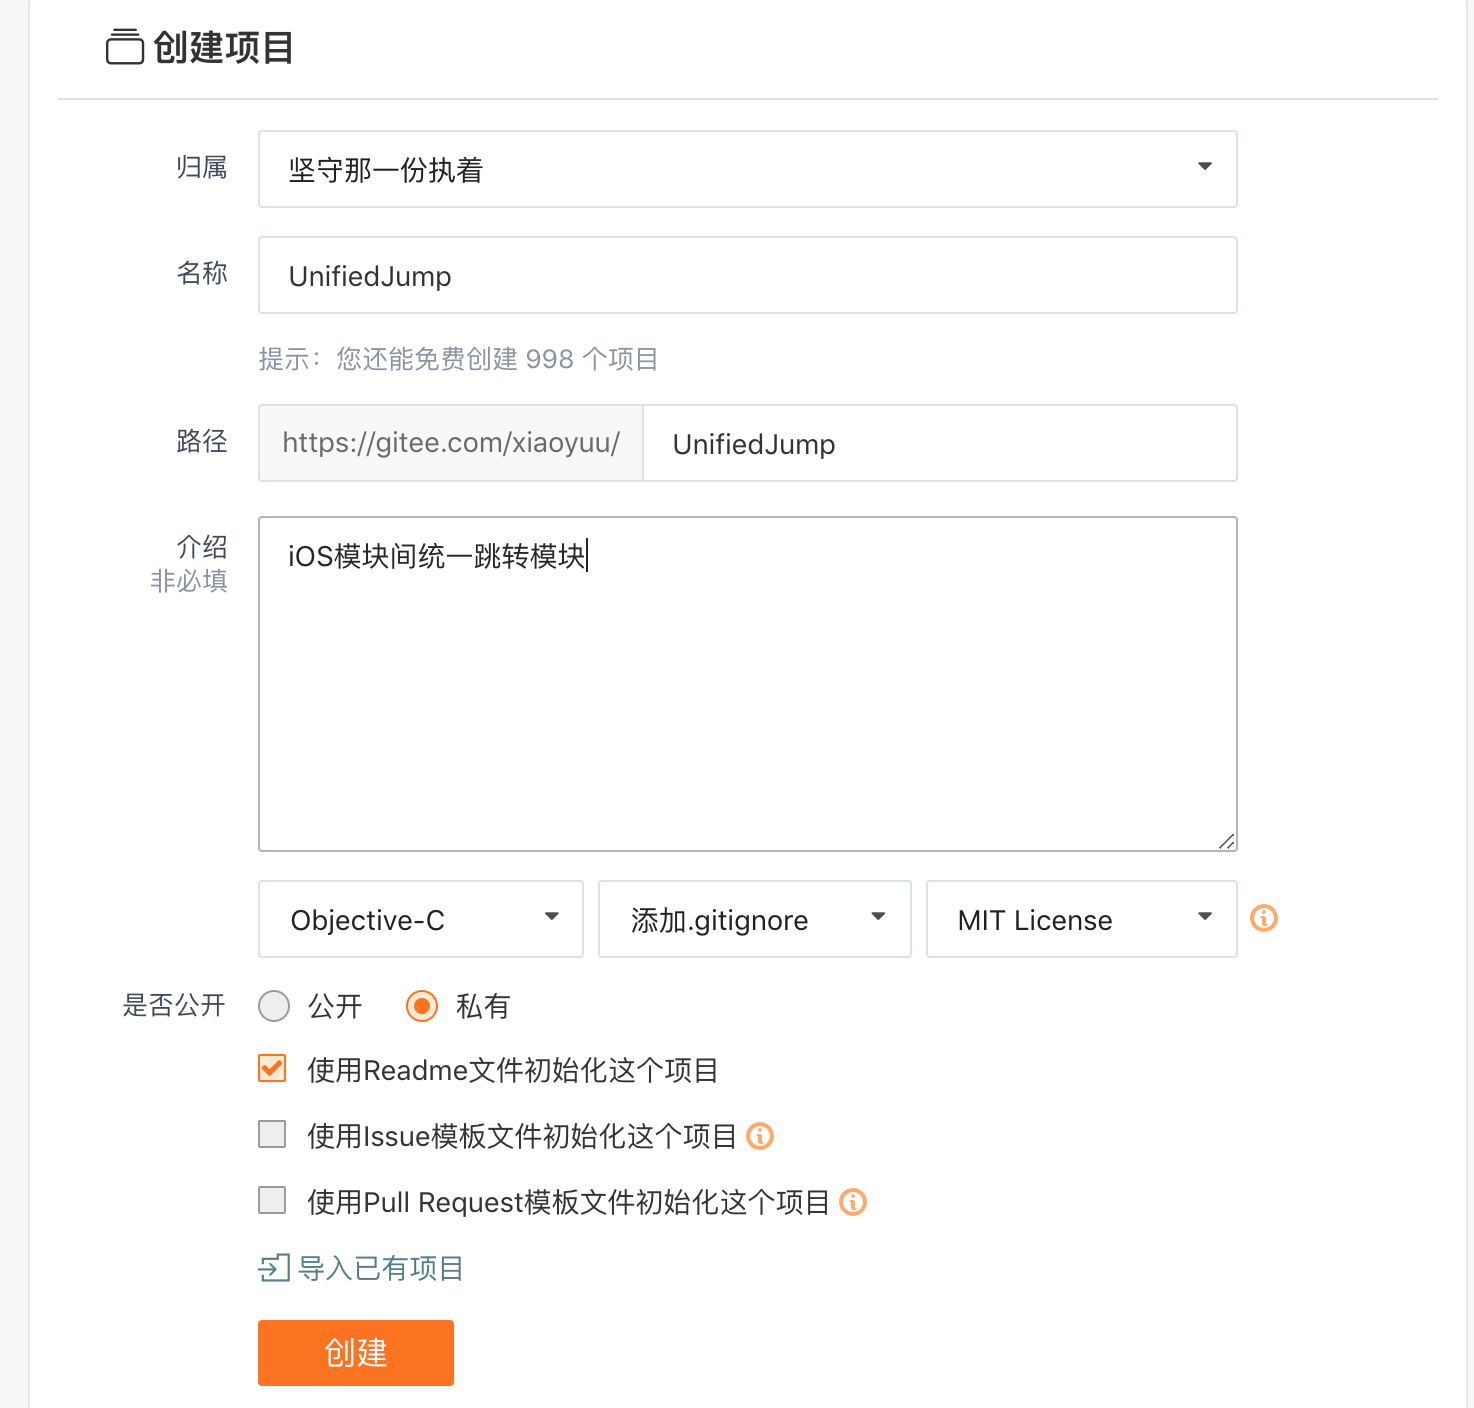 创建项目
归属
坚守那一份执着
名称
UnifiedJump
提示：您还能免费创建 998 个项目
路径
https://gitee.com/xiaoyuu/ UnifiedJump
介绍
非必填
iOS模块间统一跳转模块
Objective-C 添加.gitignore MIT License
是否公开 公开 私有
使用Readme文件初始化这个项目
使用Issue模板文件初始化这个项目
使用Pull Request模板文件初始化这个项目
导入已有项目
创建